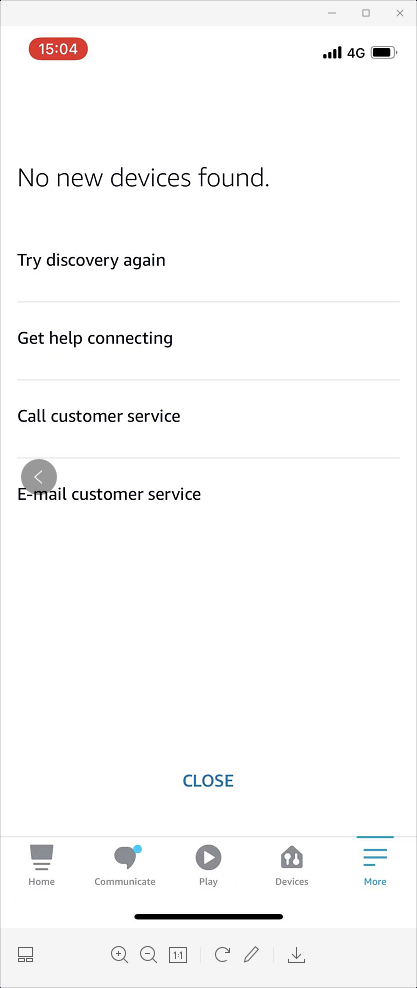 15:04
4G
No new devices found.
Try discovery again
Get help connecting
Call customer service
E-mail customer service
CLOSE
Home
Communicate
Play
Devices
More
1:1